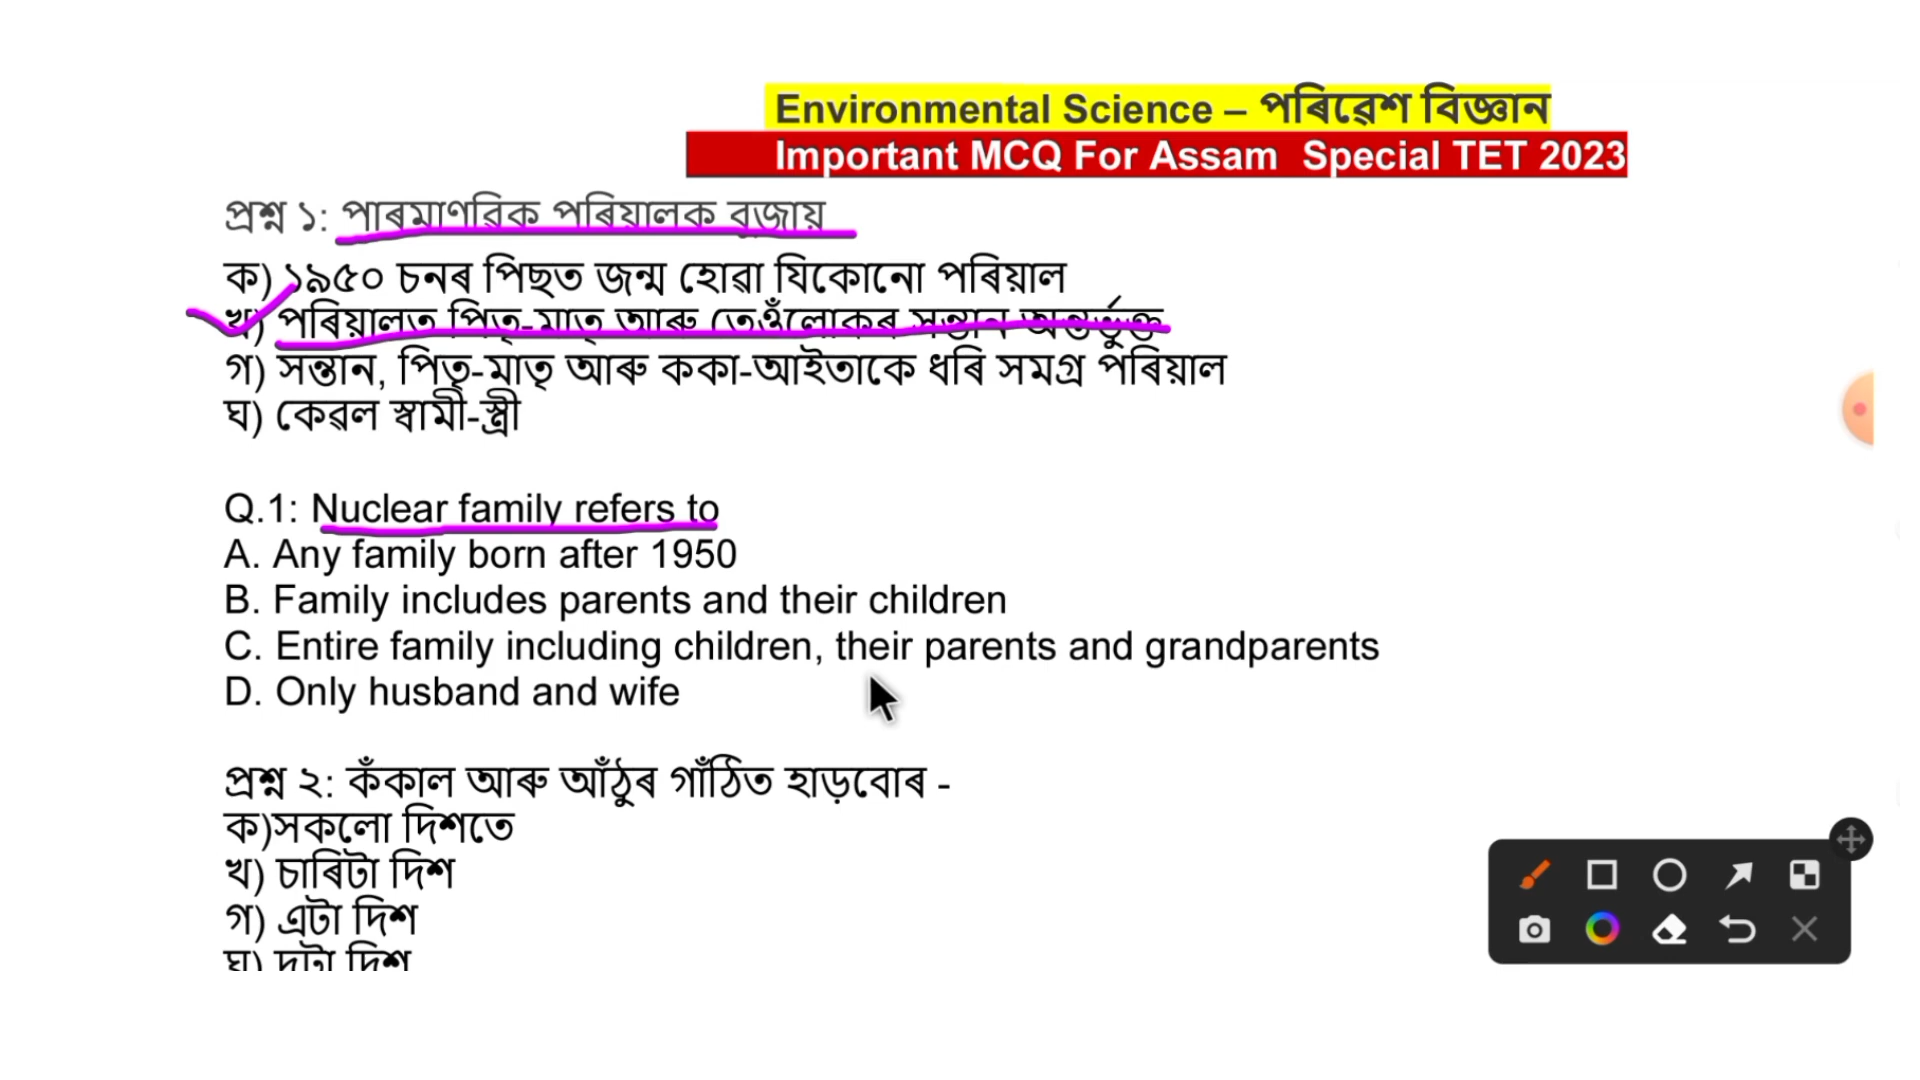 Environmental Science – পৰিৱেশ বিজ্ঞান
Important MCQ For Assam Special TET 2023
প্ৰশ্ন ১: পাৰমাণৱিক পৰিয়ালক বুজায়
ক) ১৯৫০ চনৰ পিছত জন্ম হোৱা যিকোনো পৰিয়াল
খ) পৰিয়ালত পিতৃ-মাতৃ আৰু তেওঁলোকৰ সন্তান অন্তৰ্ভুক্ত
গ) সন্তান, পিতৃ-মাতৃ আৰু ককা-আইতাকে ধৰি সমগ্ৰ পৰিয়াল
ঘ) কেৱল স্বামী-স্ত্ৰী
Q.1: Nuclear family refers to
A. Any family born after 1950
B. Family includes parents and their children
C. Entire family including children, their parents and grandparents
D. Only husband and wife
প্ৰশ্ন ২: কঁকাল আৰু আঁঠুৰ গাঁঠিত হাড়বোৰ -
ক)সকলো দিশতে
খ) চাৰিটা দিশ
গ) এটা দিশ
ঘ) দুটা দিশ